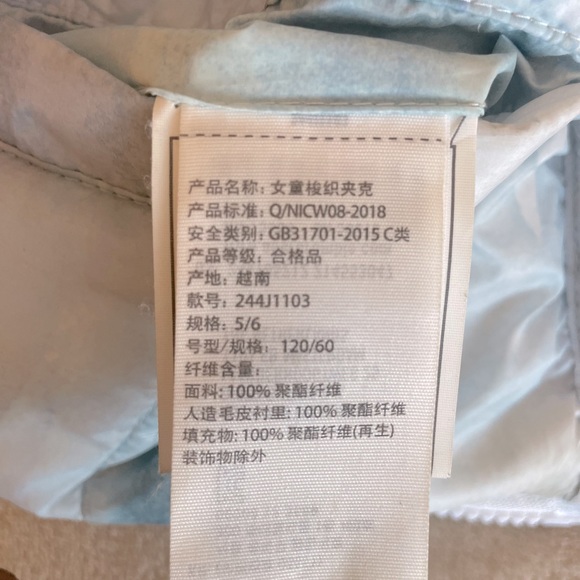 产品名称：女童梭织夹克
产品标准：Q/NICW08-2018
安全类别：GB31701-2015 C类
产品等级：合格品
产地：越南
款号：244J1103
规格：5/6
号型/规格：120/60
纤维含量：
面料：100% 聚酯纤维
人造毛皮衬里：100% 聚酯纤维
填充物：100% 聚酯纤维(再生)
装饰物除外